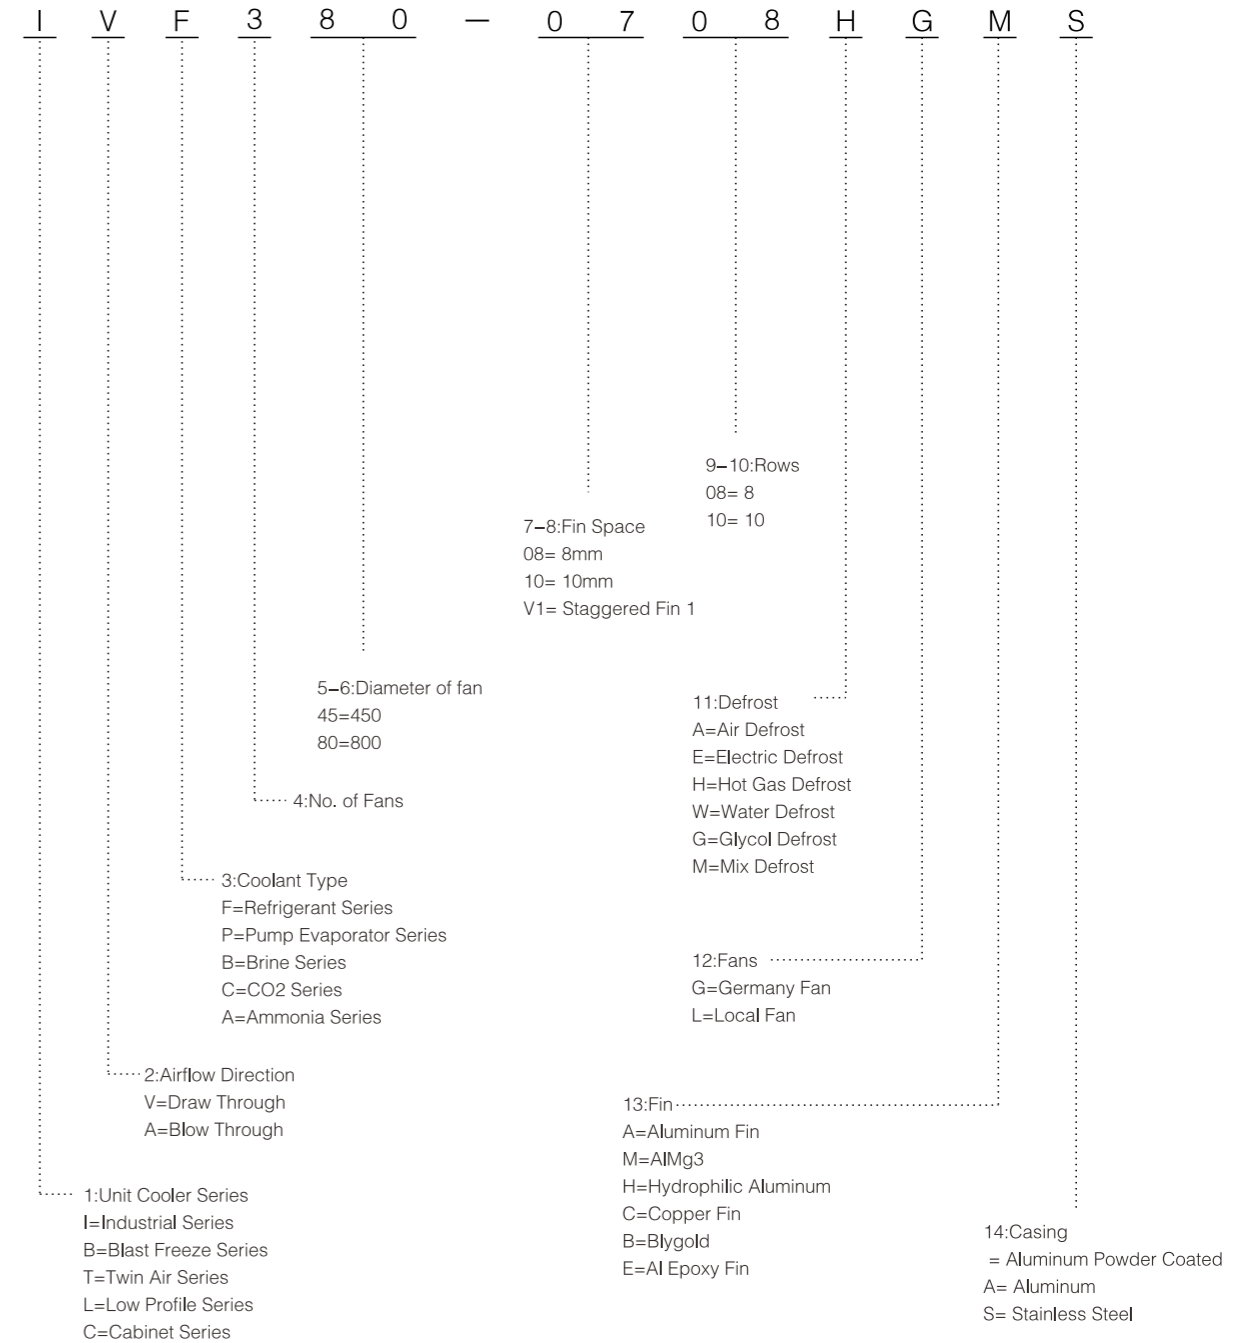 I V F 3 8 0 – 0 7 0 8 H G M S
9–10:Rows
08= 8
10= 10
7–8:Fin Space
08= 8mm
10= 10mm
V1= Staggered Fin 1
5–6:Diameter of fan
45=450
80=800
11:Defrost
A=Air Defrost
E=Electric Defrost
H=Hot Gas Defrost
W=Water Defrost
G=Glycol Defrost
M=Mix Defrost
4:No. of Fans
3:Coolant Type
F=Refrigerant Series
P=Pump Evaporator Series
B=Brine Series
C=CO2 Series
A=Ammonia Series
12:Fans
G=Germany Fan
L=Local Fan
2:Airflow Direction
V=Draw Through
A=Blow Through
13:Fin
A=Aluminum Fin
M=AlMg3
H=Hydrophilic Aluminum
C=Copper Fin
B=Blygold
E=Al Epoxy Fin
1:Unit Cooler Series
I=Industrial Series
B=Blast Freeze Series
T=Twin Air Series
L=Low Profile Series
C=Cabinet Series
14:Casing
= Aluminum Powder Coated
A= Aluminum
S= Stainless Steel